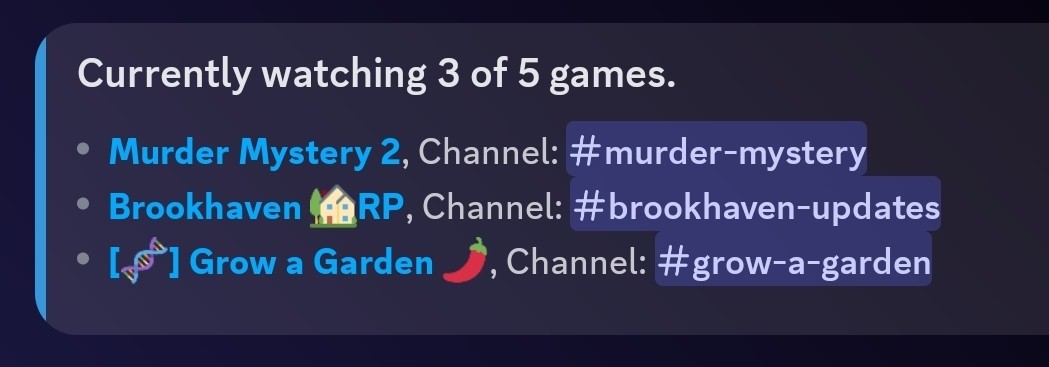 Currently watching 3 of 5 games.
• Murder Mystery 2, Channel: #murder-mystery
• Brookhaven 🏡RP, Channel: #brookhaven-updates
• [🧬] Grow a Garden 🌶️, Channel: #grow-a-garden